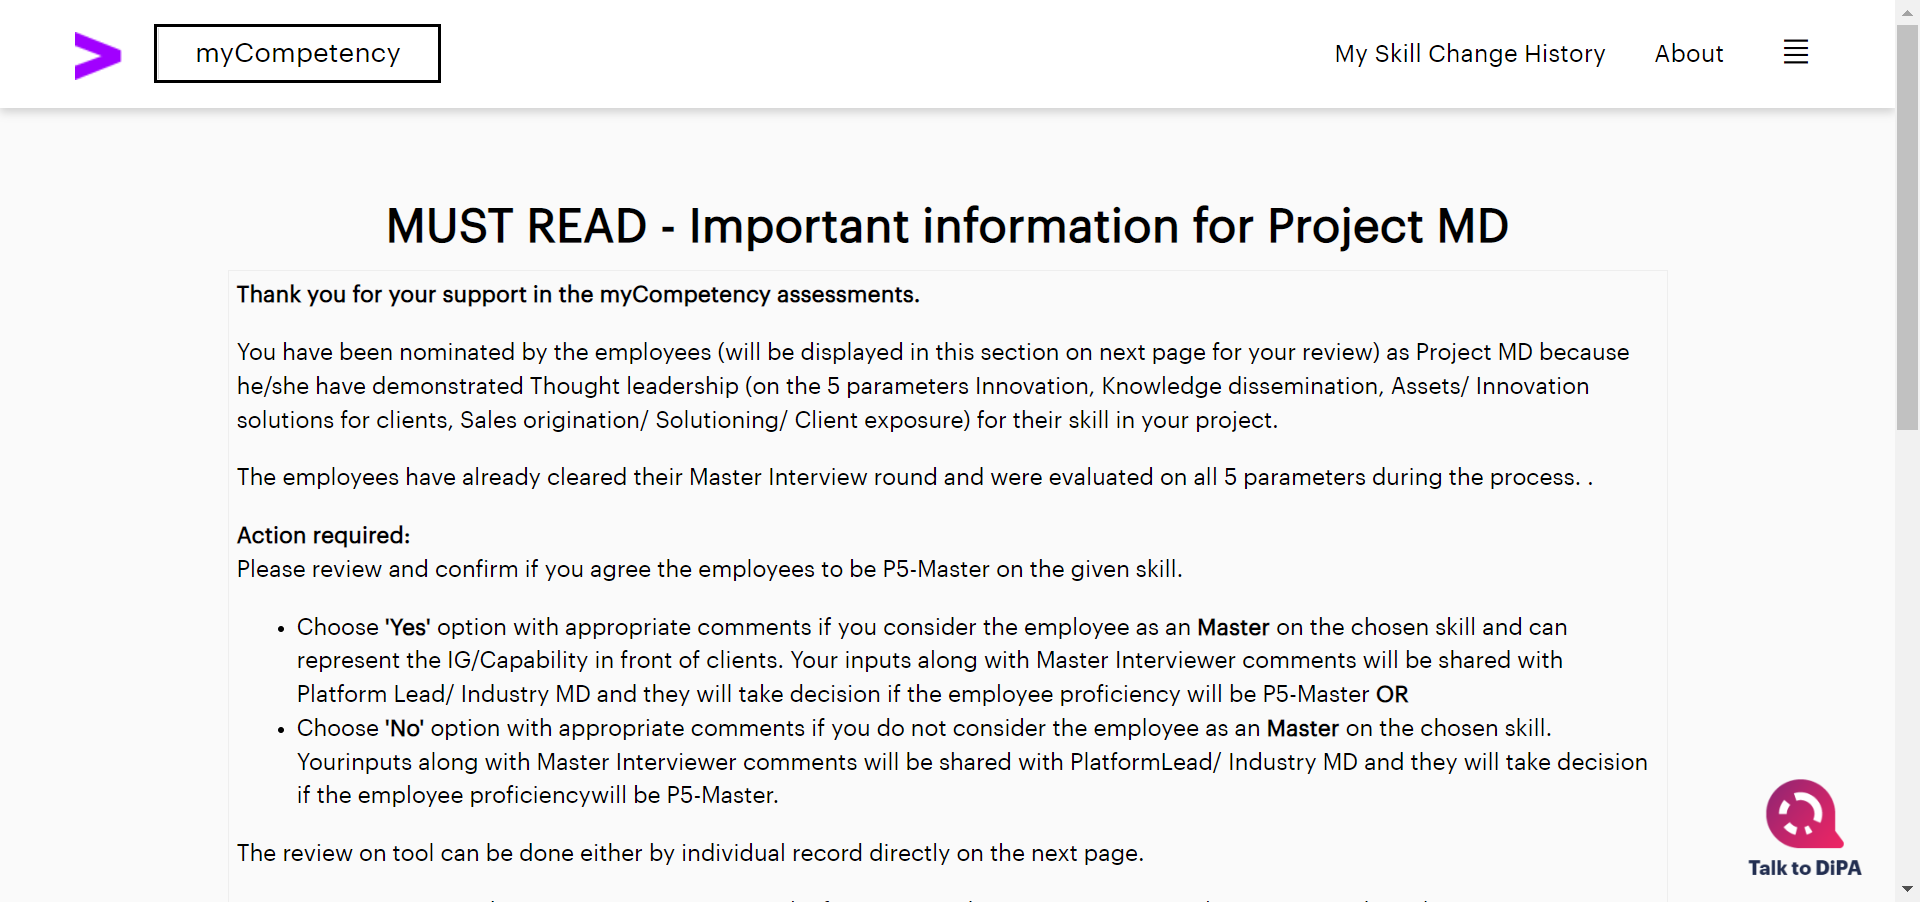 myCompetency
My Skill Change History
About
MUST READ - Important information for Project MD
Thank you for your support in the myCompetency assessments.
You have been nominated by the employees (will be displayed in this section on next page for your review) as Project MD because
he/she have demonstrated Thought leadership (on the 5 parameters Innovation, Knowledge dissemination, Assets/ Innovation
solutions for clients, Sales origination/ Solutioning/ Client exposure) for their skill in your project.
The employees have already cleared their Master Interview round and were evaluated on all 5 parameters during the process. .
Action required:
Please review and confirm if you agree the employees to be P5-Master on the given skill.
• Choose 'Yes' option with appropriate comments if you consider the employee as an Master on the chosen skill and can
represent the IG/Capability in front of clients. Your inputs along with Master Interviewer comments will be shared with
Platform Lead/ Industry MD and they will take decision if the employee proficiency will be P5-Master OR
• Choose 'No' option with appropriate comments if you do not consider the employee as an Master on the chosen skill.
Yourinputs along with Master Interviewer comments will be shared with PlatformLead/ Industry MD and they will take decision
if the employee proficiencywill be P5-Master.
The review on tool can be done either by individual record directly on the next page.
Talk to DiPA